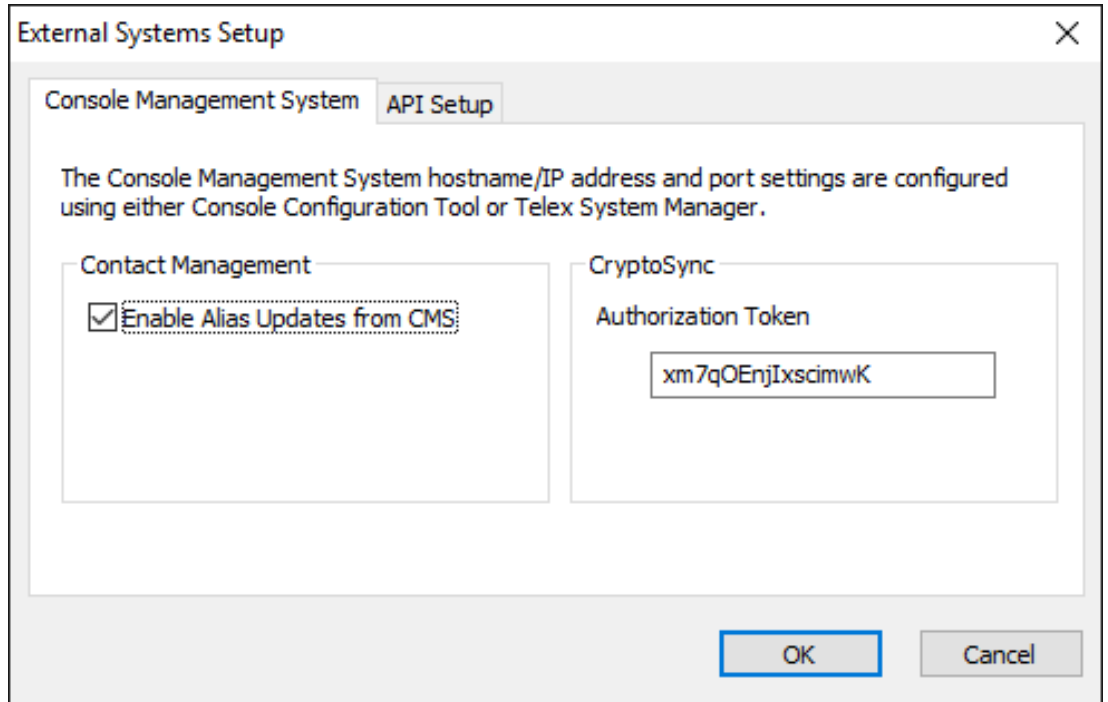 External Systems Setup
Console Management System
API Setup
The Console Management System hostname/IP address and port settings are configured
using either Console Configuration Tool or Telex System Manager.
Contact Management
Enable Alias Updates from CMS
CryptoSync
Authorization Token
xm7qOEnjIxscimwK
OK
Cancel